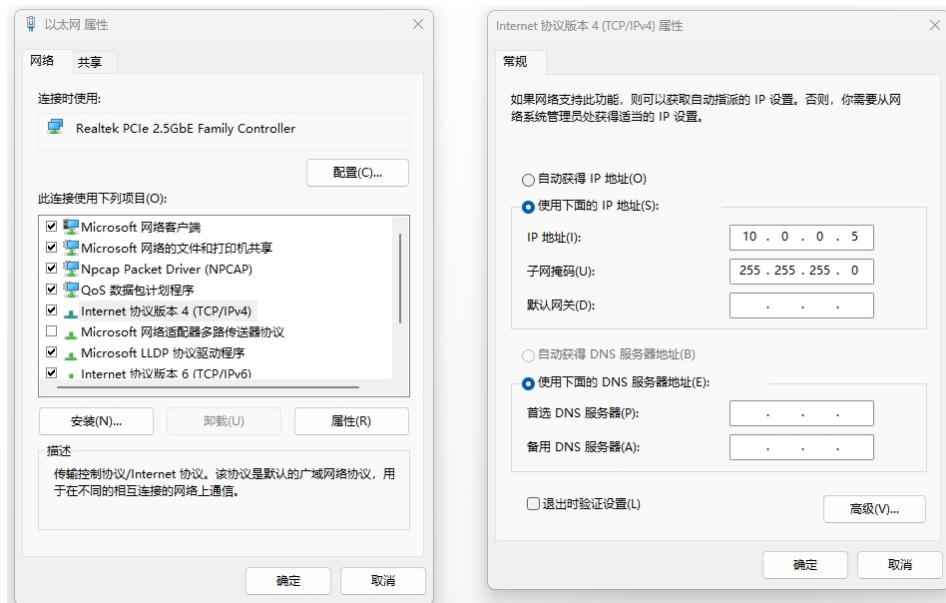 以太网 属性
网络
共享
连接时使用:
Realtek PCIe 2.5GbE Family Controller
配置(C)...
此连接使用下列项目(O):
Microsoft 网络客户端
Microsoft 网络的文件和打印机共享
Npcap Packet Driver (NPCAP)
QoS 数据包计划程序
Internet 协议版本 4 (TCP/IPv4)
Microsoft 网络适配器多路传送器协议
Microsoft LLDP 协议驱动程序
Internet 协议版本 6 (TCP/IPv6)
安装(N)...
卸载(U)
属性(R)
描述
传输控制协议/Internet 协议。该协议是默认的广域网络协议，用
于在不同的相互连接的网络上通信。
确定
取消
Internet 协议版本 4 (TCP/IPv4) 属性
常规
如果网络支持此功能，则可以获取自动指派的 IP 设置。否则，你需要从网
络系统管理员处获得适当的 IP 设置。
自动获得 IP 地址(O)
使用下面的 IP 地址(S):
IP 地址(I):
10 . 0 . 0 . 5
子网掩码(U):
255 . 255 . 255 . 0
默认网关(D):
. . .
自动获得 DNS 服务器地址(B)
使用下面的 DNS 服务器地址(E):
首选 DNS 服务器(P):
. . .
备用 DNS 服务器(A):
. . .
退出时验证设置(L)
高级(V)...
确定
取消